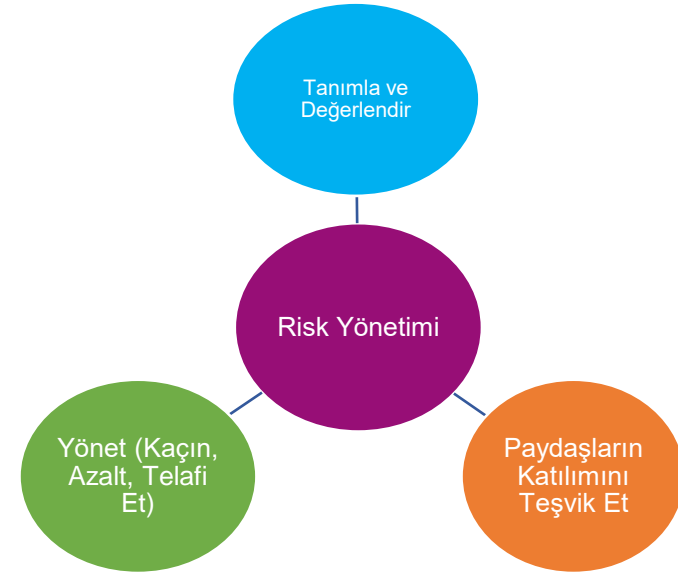 Tanımla ve
Değerlendir
Risk Yönetimi
Yönet (Kaçın,
Azalt, Telafi
Et)
Paydaşların
Katılımını
Teşvik Et